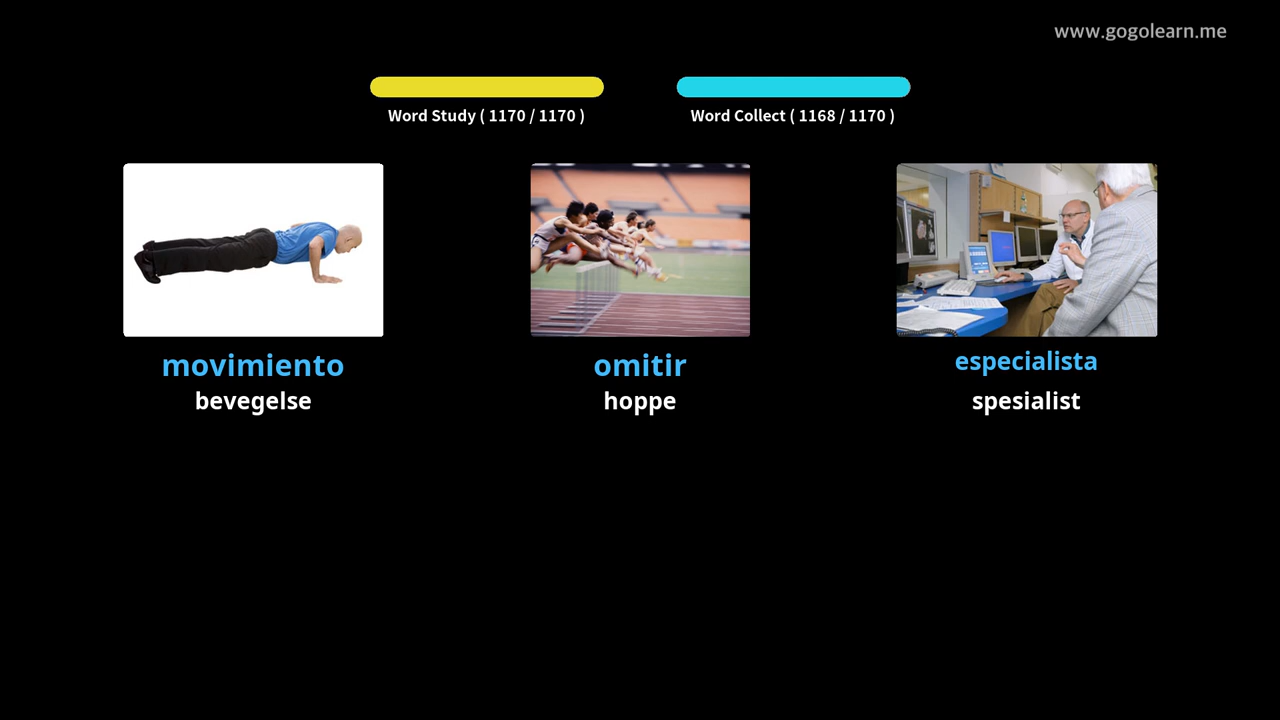 www.gogolearn.me
Word Study ( 1170 / 1170 )
Word Collect ( 1168 / 1170 )
movimiento
bevegelse
omitir
hoppe
especialista
spesialist